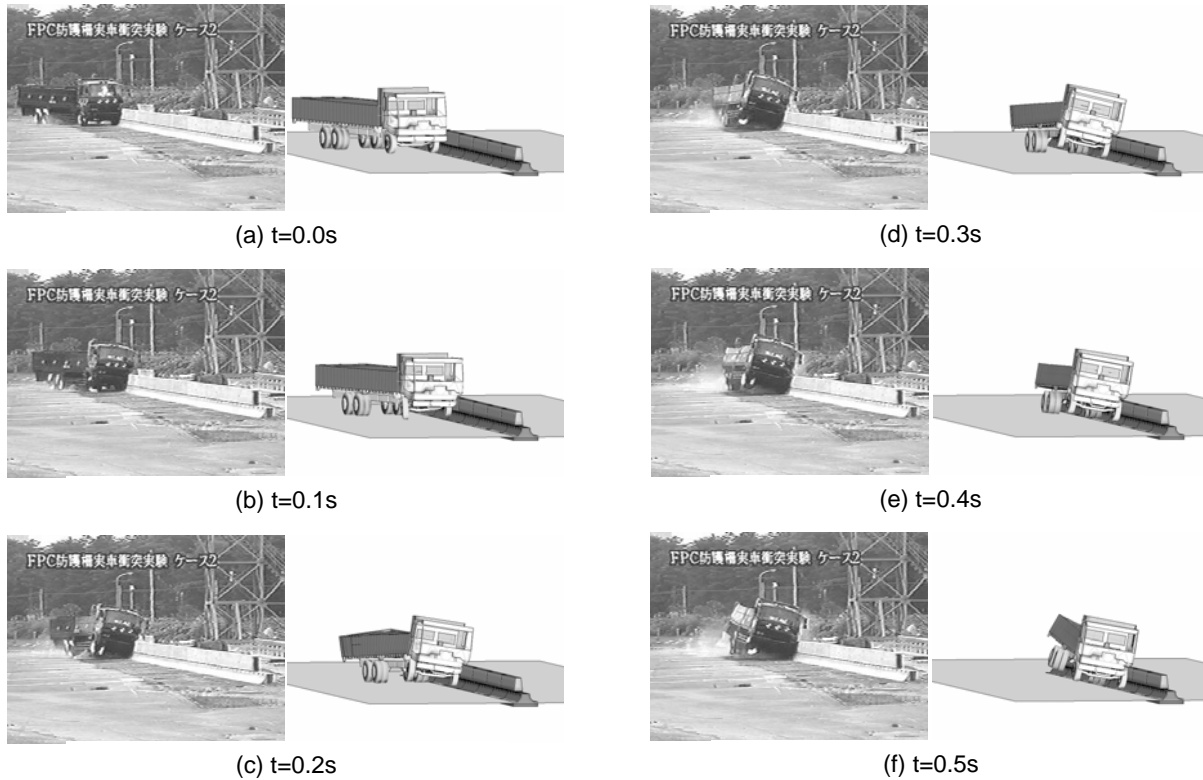 FPC防護柵実車衝突実験 ケース2
(a) t=0.0s
FPC防護柵実車衝突実験 ケース2
(b) t=0.1s
FPC防護柵実車衝突実験 ケース2
(c) t=0.2s
FPC防護柵実車衝突実験 ケース2
(d) t=0.3s
FPC防護柵実車衝突実験 ケース2
(e) t=0.4s
FPC防護柵実車衝突実験 ケース2
(f) t=0.5s